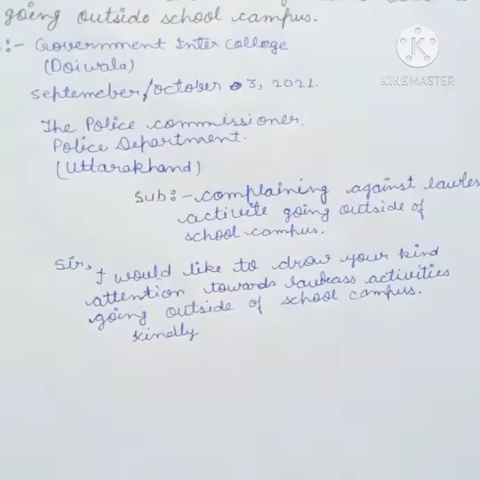 going outside school campus.
:- Government Inter College
(Doiwala)
septemeber/october 3, 2021.
The Police commissioner.
Police Department.
(Uttarakhand)
Sub:- complaining against lawles
activite going outside of
school campus.
Sir, I would like to draw your kind
attention towards lawless activities
going outside of school campus.
kindly
KINEMASTER